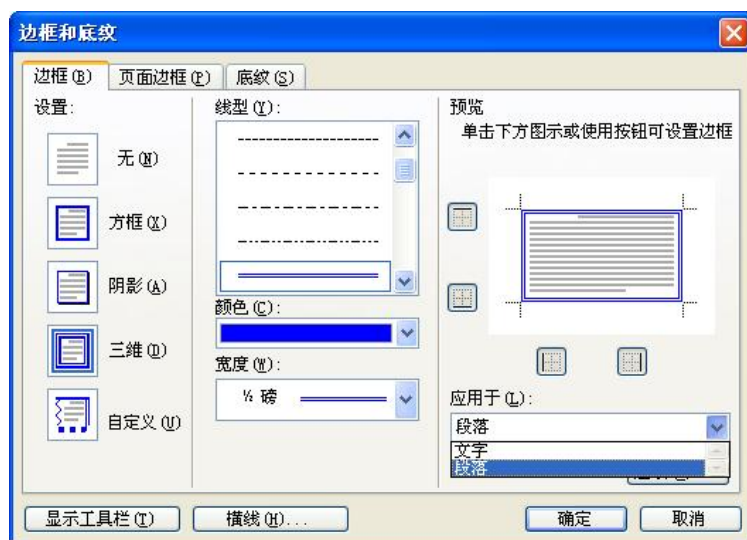 边框和底纹
边框(B) 页面边框(P) 底纹(S)
设置:
无(N)
方框(X)
阴影(A)
三维(D)
自定义(U)
线型(Y):
颜色(C):
宽度(W):
½ 磅
预览
单击下方图示或使用按钮可设置边框
应用于(L):
段落
文字
段落
显示工具栏(T) 横线(H)... 确定 取消